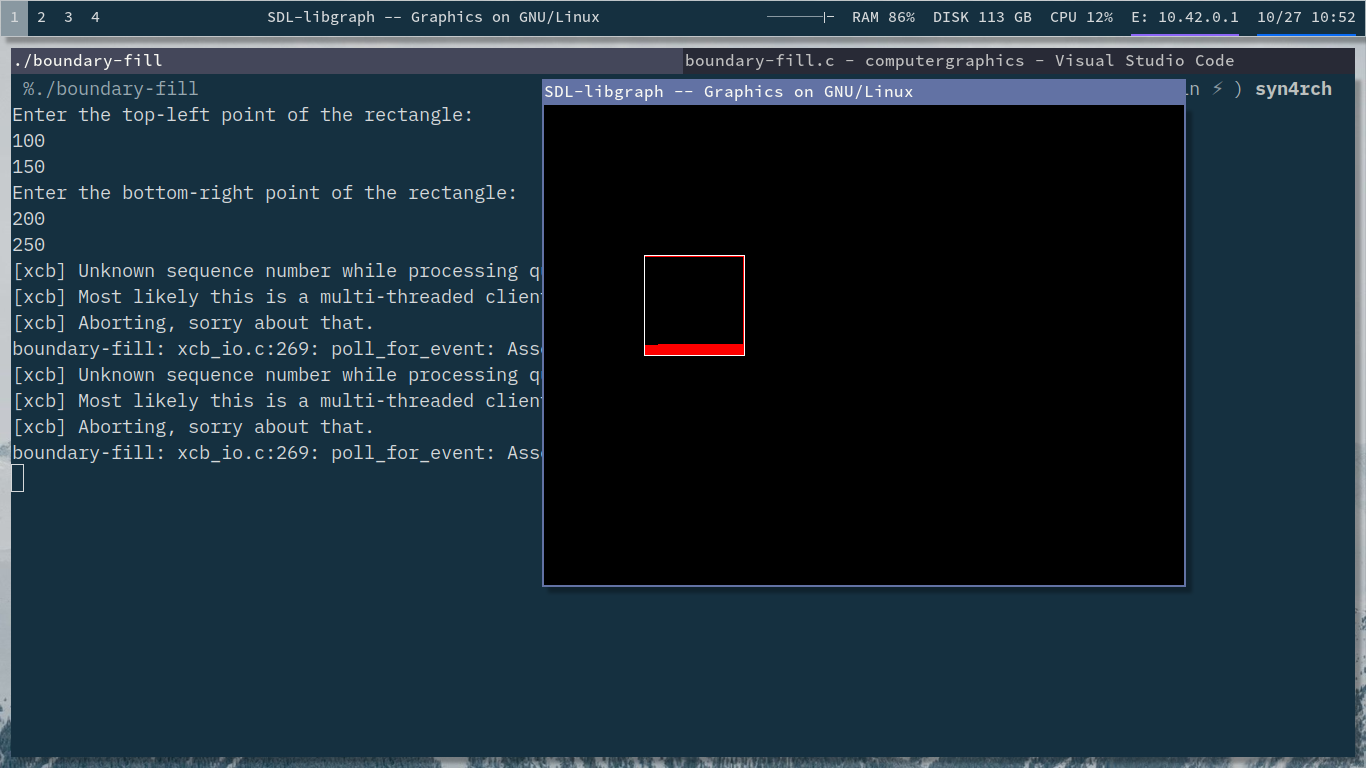 1 2 3 4 SDL-libgraph -- Graphics on GNU/Linux RAM 86% DISK 113 GB CPU 12% E: 10.42.0.1 10/27 10:52
./boundary-fill boundary-fill.c - computergraphics - Visual Studio Code
%./boundary-fill ⚡ ) syn4rch
SDL-libgraph -- Graphics on GNU/Linux
Enter the top-left point of the rectangle:
100
150
Enter the bottom-right point of the rectangle:
200
250
[xcb] Unknown sequence number while processing
[xcb] Most likely this is a multi-threaded client
[xcb] Aborting, sorry about that.
boundary-fill: xcb_io.c:269: poll_for_event:
[xcb] Unknown sequence number while processing
[xcb] Most likely this is a multi-threaded client
[xcb] Aborting, sorry about that.
boundary-fill: xcb_io.c:269: poll_for_event: